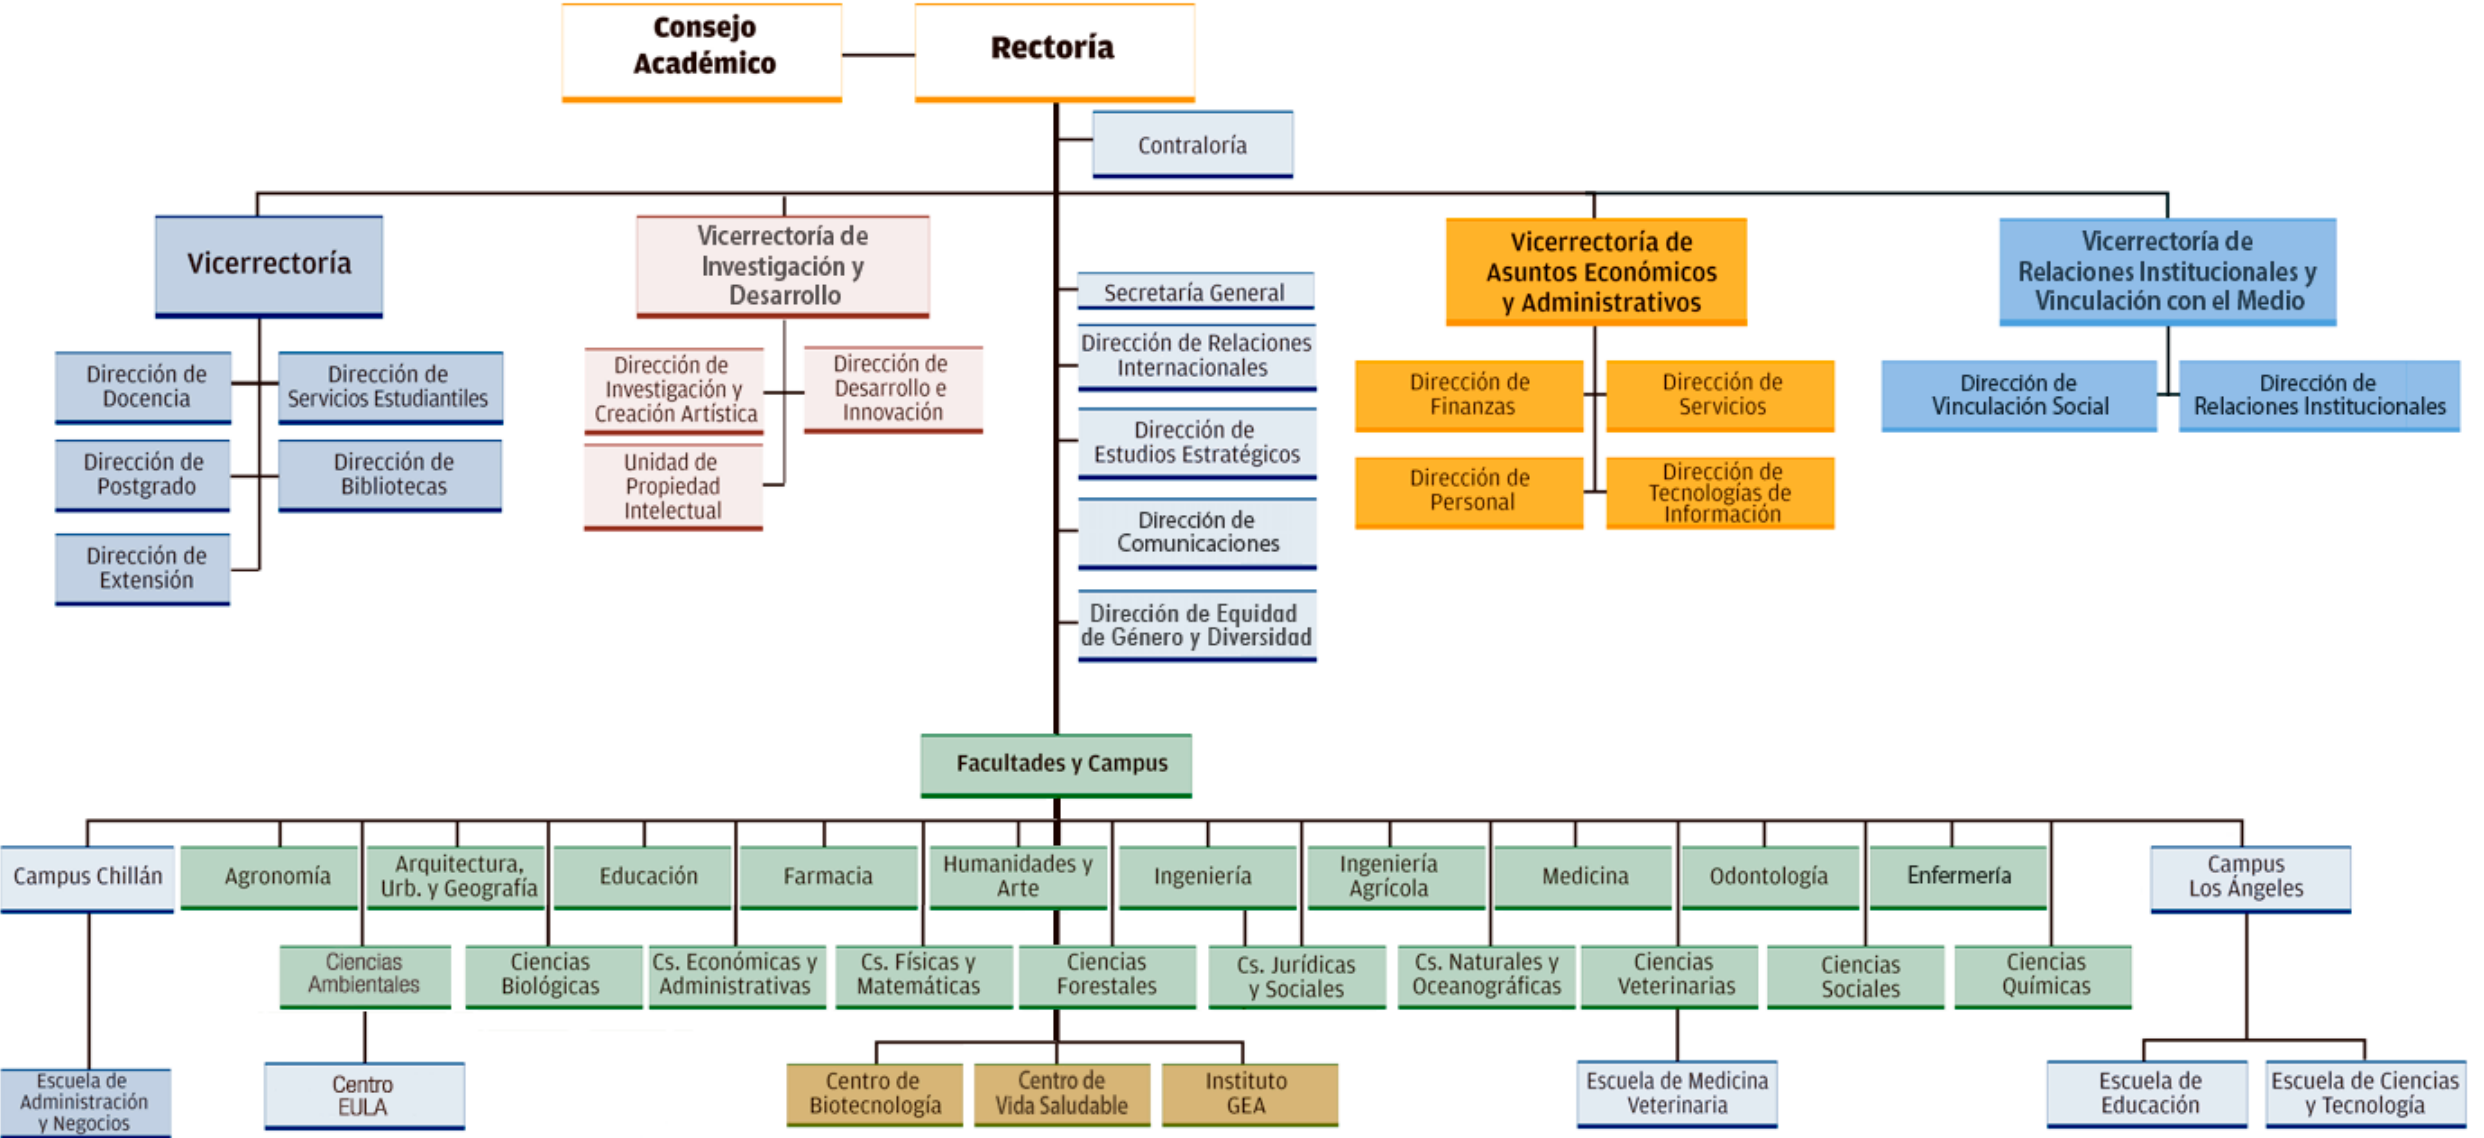 Consejo
Académico
Rectoría
Contraloría
Vicerrectoría
Vicerrectoría de
Investigación y
Desarrollo
Vicerrectoría de
Asuntos Económicos
y Administrativos
Vicerrectoría de
Relaciones Institucionales y
Vinculación con el Medio
Dirección de
Docencia
Dirección de
Servicios Estudiantiles
Dirección de
Postgrado
Dirección de
Bibliotecas
Dirección de
Extensión
Dirección de
Investigación y
Creación Artística
Dirección de
Desarrollo e
Innovación
Unidad de
Propiedad
Intelectual
Secretaría General
Dirección de Relaciones
Internacionales
Dirección de
Estudios Estratégicos
Dirección de
Comunicaciones
Dirección de Equidad
de Género y Diversidad
Dirección de
Finanzas
Dirección de
Servicios
Dirección de
Personal
Dirección de
Tecnologías de
Información
Dirección de
Vinculación Social
Dirección de
Relaciones Institucionales
Facultades y Campus
Campus Chillán
Agronomía
Arquitectura,
Urb. y Geografía
Educación
Farmacia
Humanidades y
Arte
Ingeniería
Ingeniería
Agrícola
Medicina
Odontología
Enfermería
Campus
Los Ángeles
Ciencias
Ambientales
Ciencias
Biológicas
Cs. Económicas y
Administrativas
Cs. Físicas y
Matemáticas
Ciencias
Forestales
Cs. Jurídicas
y Sociales
Cs. Naturales y
Oceanográficas
Ciencias
Veterinarias
Ciencias
Sociales
Ciencias
Químicas
Escuela de
Administración
y Negocios
Centro
EULA
Centro de
Biotecnología
Centro de
Vida Saludable
Instituto
GEA
Escuela de Medicina
Veterinaria
Escuela de
Educación
Escuela de Ciencias
y Tecnología